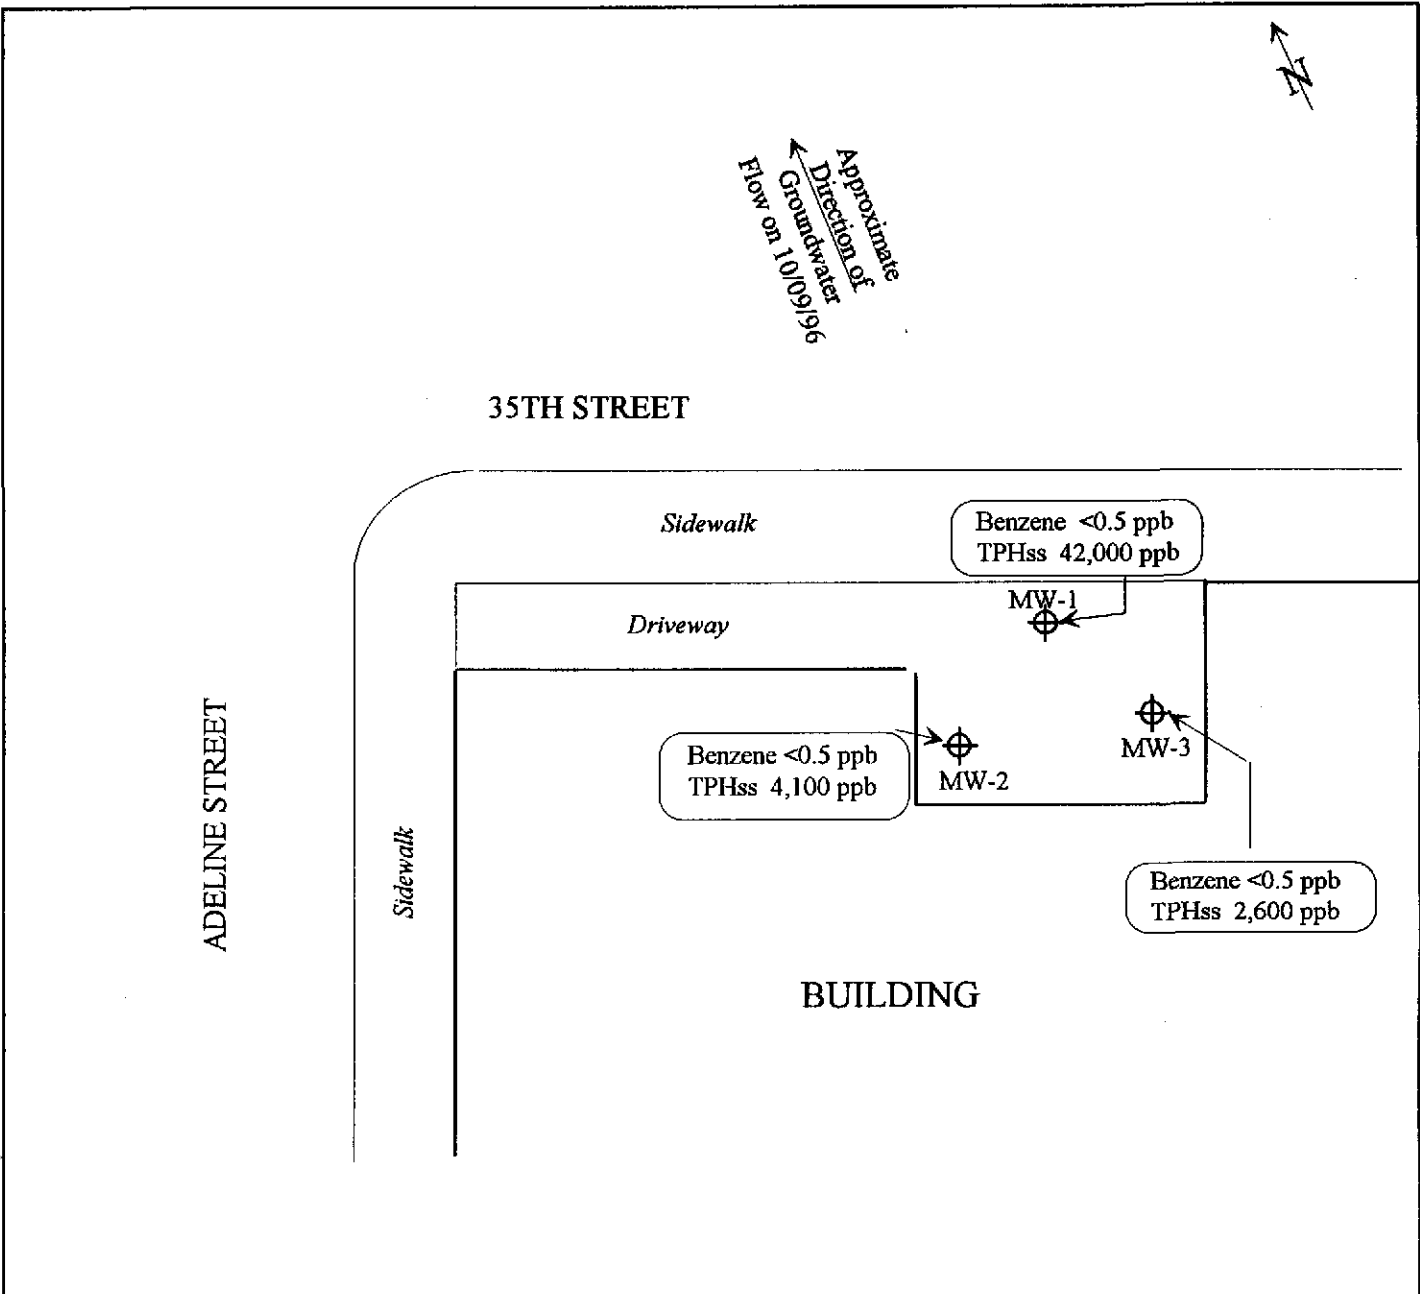 N
Approximate
Direction of
Groundwater
Flow on 10/09/96
35TH STREET
Sidewalk
Benzene <0.5 ppb
TPHss 42,000 ppb
MW-1
Driveway
ADELINE STREET
Sidewalk
Benzene <0.5 ppb
TPHss 4,100 ppb
MW-2
MW-3
Benzene <0.5 ppb
TPHss 2,600 ppb
BUILDING